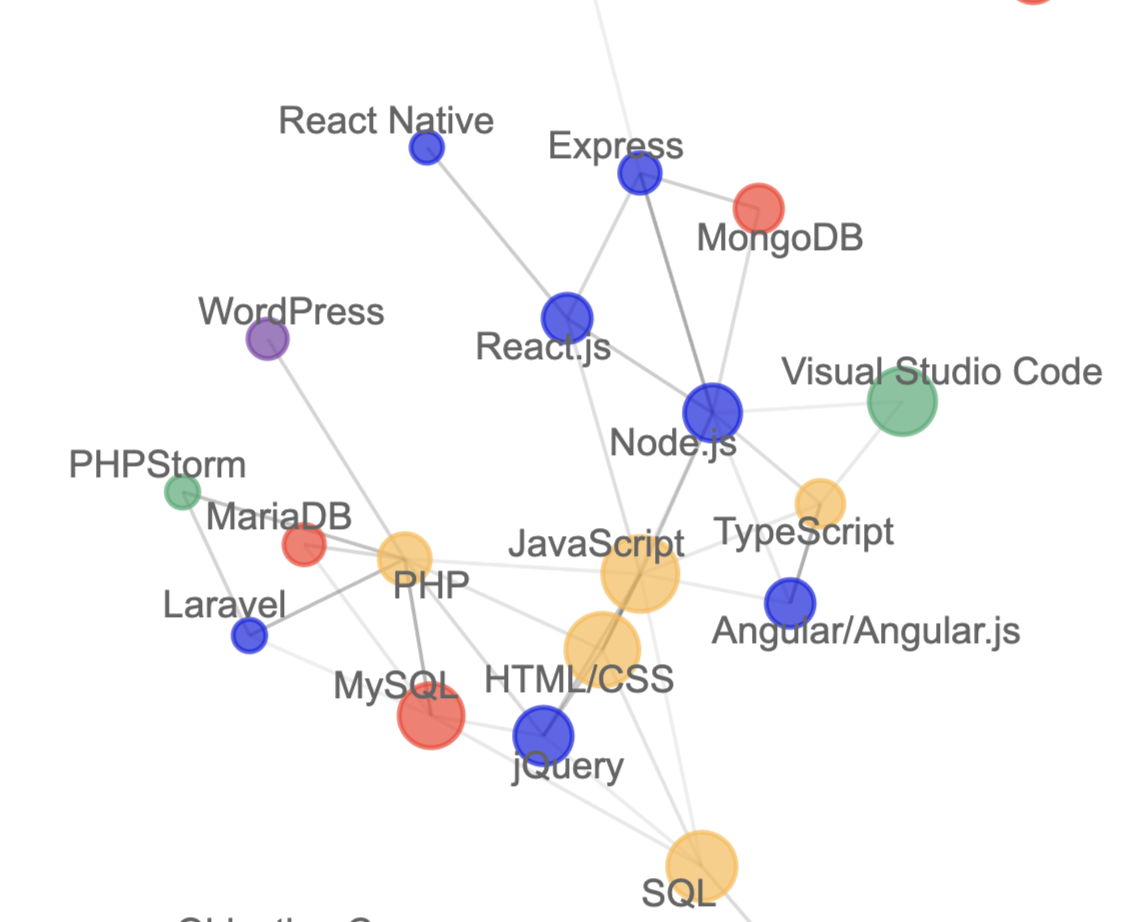 React Native
Express
MongoDB
WordPress
React.js
Visual Studio Code
Node.js
PHPStorm
MariaDB
TypeScript
JavaScript
PHP
Laravel
Angular/Angular.js
MySQL
HTML/CSS
jQuery
SQL